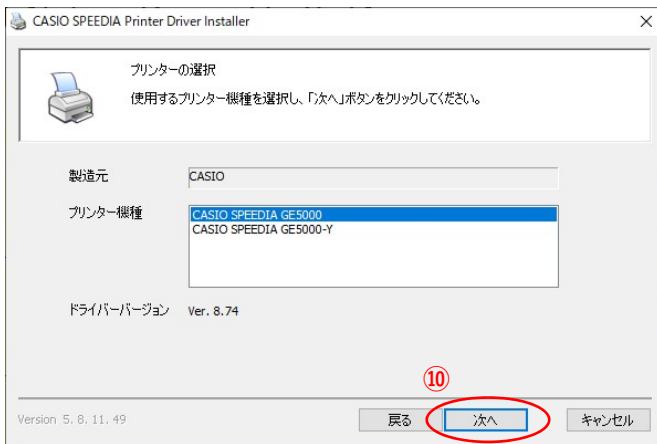 CASIO SPEEDIA Printer Driver Installer
プリンターの選択
使用するプリンター機種を選択し、「次へ」ボタンをクリックしてください。
製造元 CASIO
プリンター機種 CASIO SPEEDIA GE5000
CASIO SPEEDIA GE5000-Y
ドライバーバージョン Ver. 8.74
⑩
Version 5. 8. 11. 49 戻る 次へ キャンセル